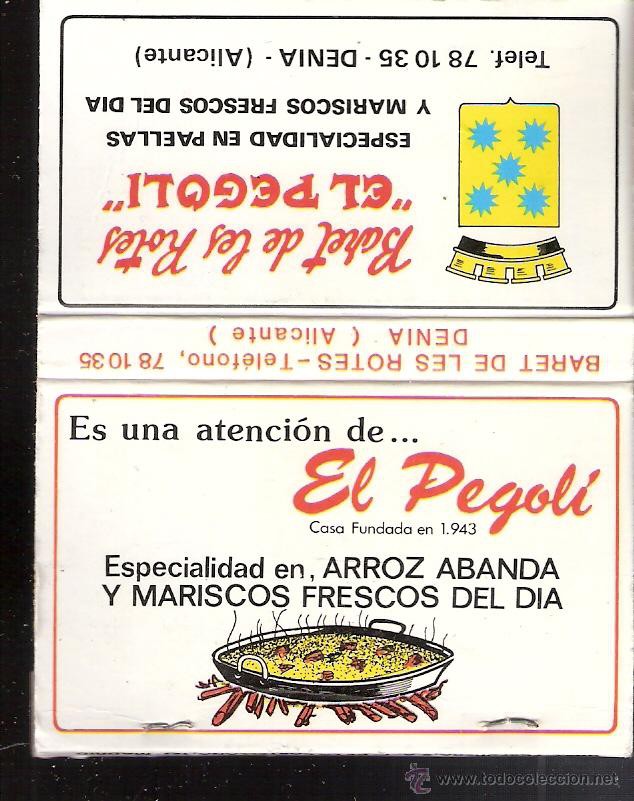 Baret de les Rotes
"EL PEGOLI"
ESPECIALIDAD EN PAELLAS
Y MARISCOS FRESCOS DEL DIA
Telef. 78 10 35 - DENIA - (Alicante)
BARET DE LES ROTES - Teléfono, 78 10 35
DENIA ( Alicante )
Es una atención de...
El Pegolí
Casa Fundada en 1.943
Especialidad en, ARROZ ABANDA
Y MARISCOS FRESCOS DEL DIA
© www.todocoleccion.net